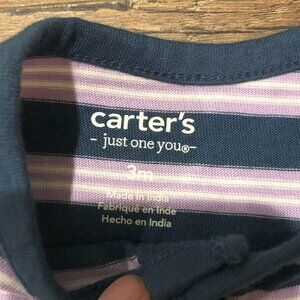 carter's
- just one you®-
3m
Made in India
Fabriqué en Inde
Hecho en India